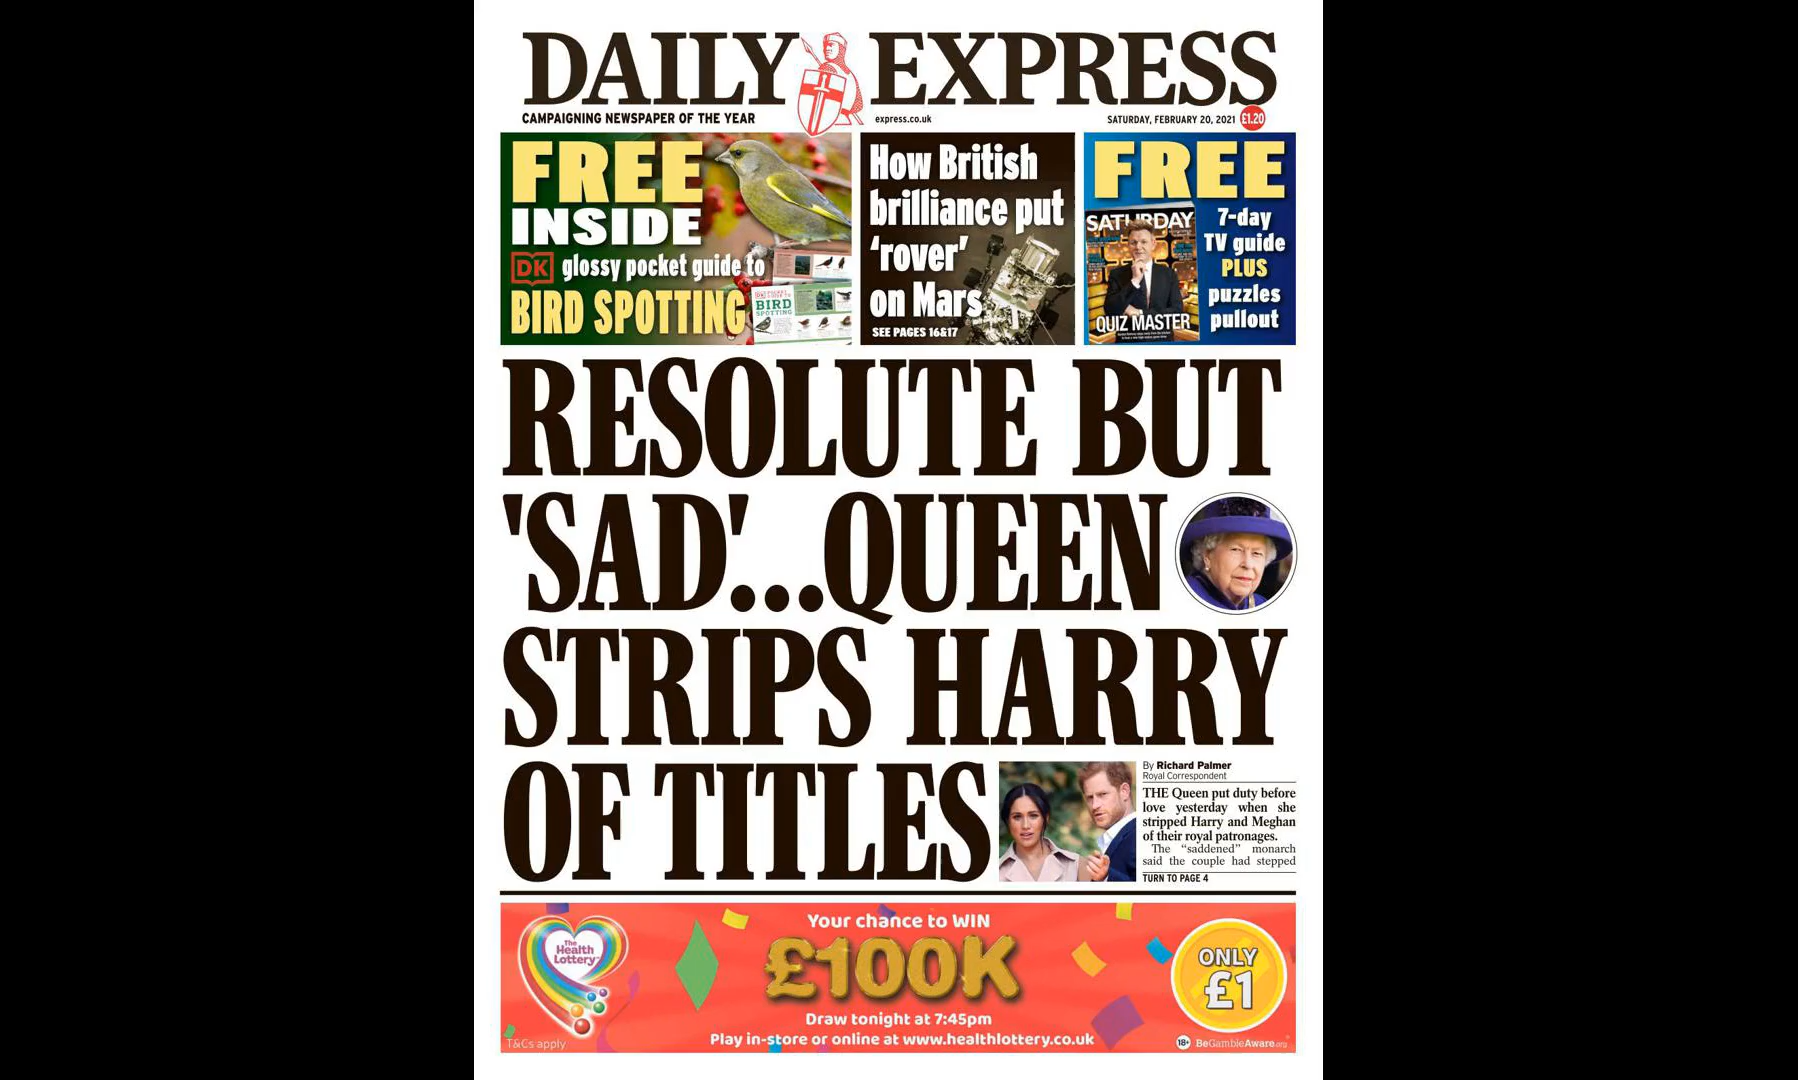 DAILY EXPRESS
CAMPAIGNING NEWSPAPER OF THE YEAR
express.co.uk
SATURDAY, FEBRUARY 20, 2021 £1.20
FREE
INSIDE
DK glossy pocket guide to
BIRD SPOTTING
BIRD
SPOTTING
How British
brilliance put
‘rover’
on Mars
SEE PAGES 16&17
FREE
SATURDAY
QUIZ MASTER
7-day
TV guide
PLUS
puzzles
pullout
RESOLUTE BUT
'SAD'...QUEEN
STRIPS HARRY
OF TITLES
By Richard Palmer
Royal Correspondent
THE Queen put duty before
love yesterday when she
stripped Harry and Meghan
of their royal patronages.
The “saddened” monarch
said the couple had stepped
TURN TO PAGE 4
The
Health
Lottery
T&Cs apply
Your chance to WIN
£100K
Draw tonight at 7:45pm
Play in-store or online at www.healthlottery.co.uk
ONLY
£1
18+ BeGambleAware.org